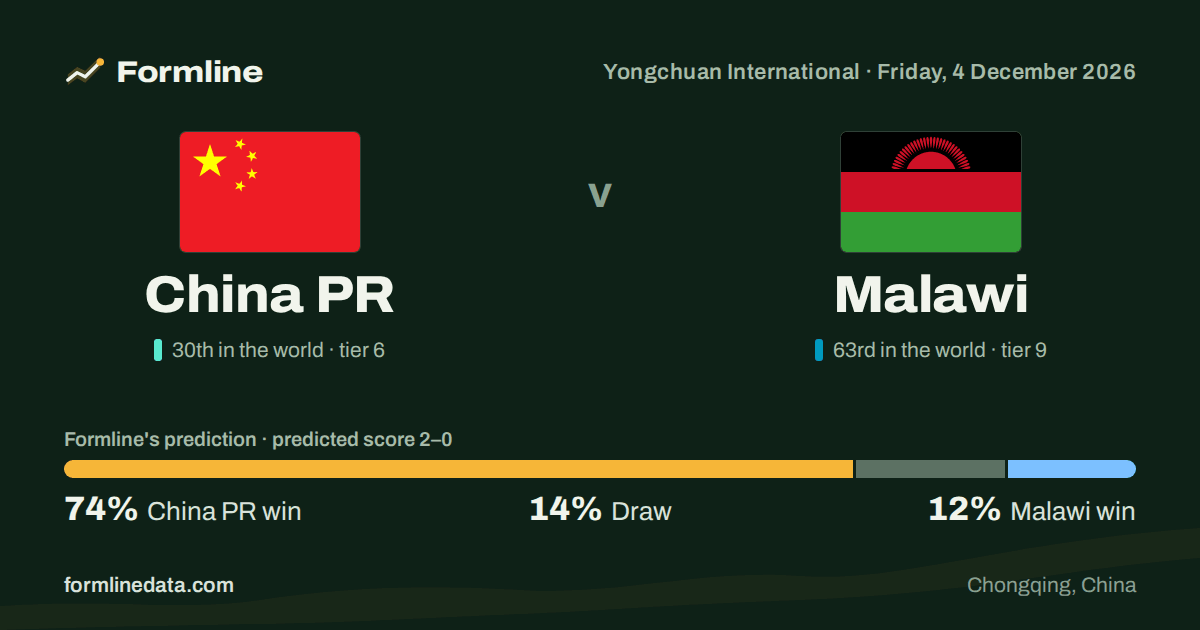 Formline
Yongchuan International · Friday, 4 December 2026
v
China PR
Malawi
30th in the world · tier 6
63rd in the world · tier 9
Formline's prediction · predicted score 2–0
74% China PR win
14% Draw
12% Malawi win
formlinedata.com
Chongqing, China